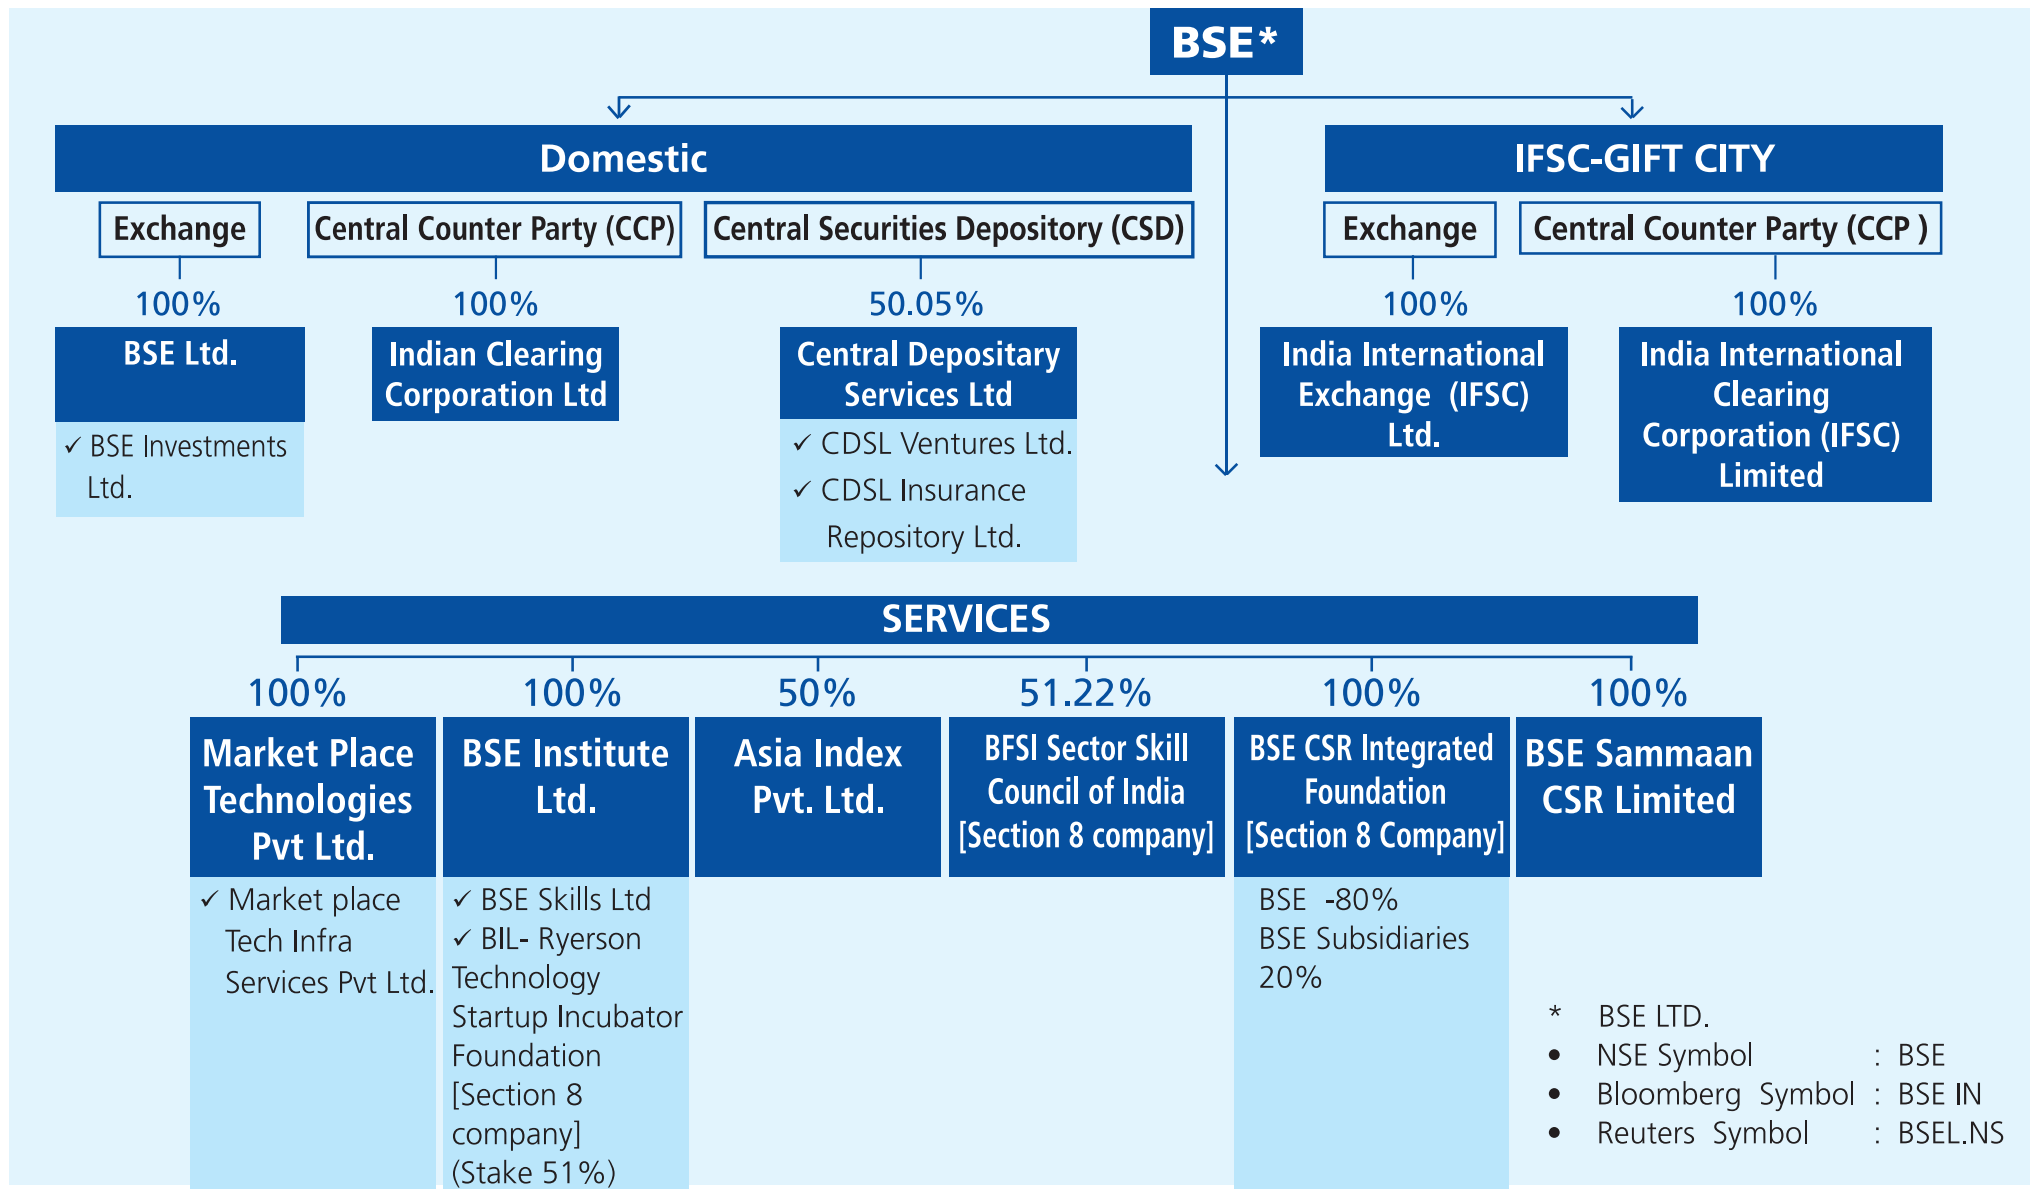 BSE*
Domestic
Exchange
100%
BSE Ltd.
✓ BSE Investments
Ltd.
Central Counter Party (CCP)
100%
Indian Clearing
Corporation Ltd
Central Securities Depository (CSD)
50.05%
Central Depositary
Services Ltd
✓ CDSL Ventures Ltd.
✓ CDSL Insurance
Repository Ltd.
IFSC-GIFT CITY
Exchange
100%
India International
Exchange (IFSC)
Ltd.
Central Counter Party (CCP )
100%
India International
Clearing
Corporation (IFSC)
Limited
SERVICES
100%
Market Place
Technologies
Pvt Ltd.
✓ Market place
Tech Infra
Services Pvt Ltd.
100%
BSE Institute
Ltd.
✓ BSE Skills Ltd
✓ BIL- Ryerson
Technology
Startup Incubator
Foundation
[Section 8
company]
(Stake 51%)
50%
Asia Index
Pvt. Ltd.
51.22%
BFSI Sector Skill
Council of India
[Section 8 company]
100%
BSE CSR Integrated
Foundation
[Section 8 Company]
BSE -80%
BSE Subsidiaries
20%
100%
BSE Sammaan
CSR Limited
* BSE LTD.
• NSE Symbol : BSE
• Bloomberg Symbol : BSE IN
• Reuters Symbol : BSEL.NS